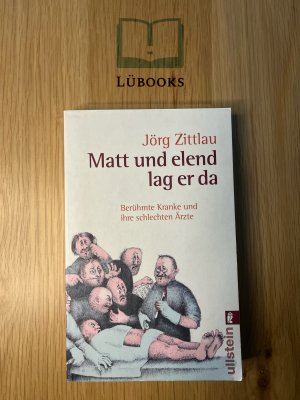 LÜBOOKS
Jörg Zittlau
Matt und elend
lag er da
Berühmte Kranke und
ihre schlechten Ärzte
ullstein